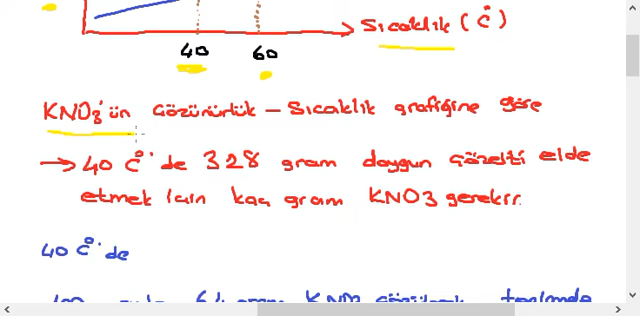 Sıcaklık (C°)
40 60
KNO3'ün Çözünürlük - Sıcaklık grafiğine göre
→ 40 C°'de 328 gram doygun çözelti elde
etmek için kaç gram KNO3 gerekir.
40 C°'de